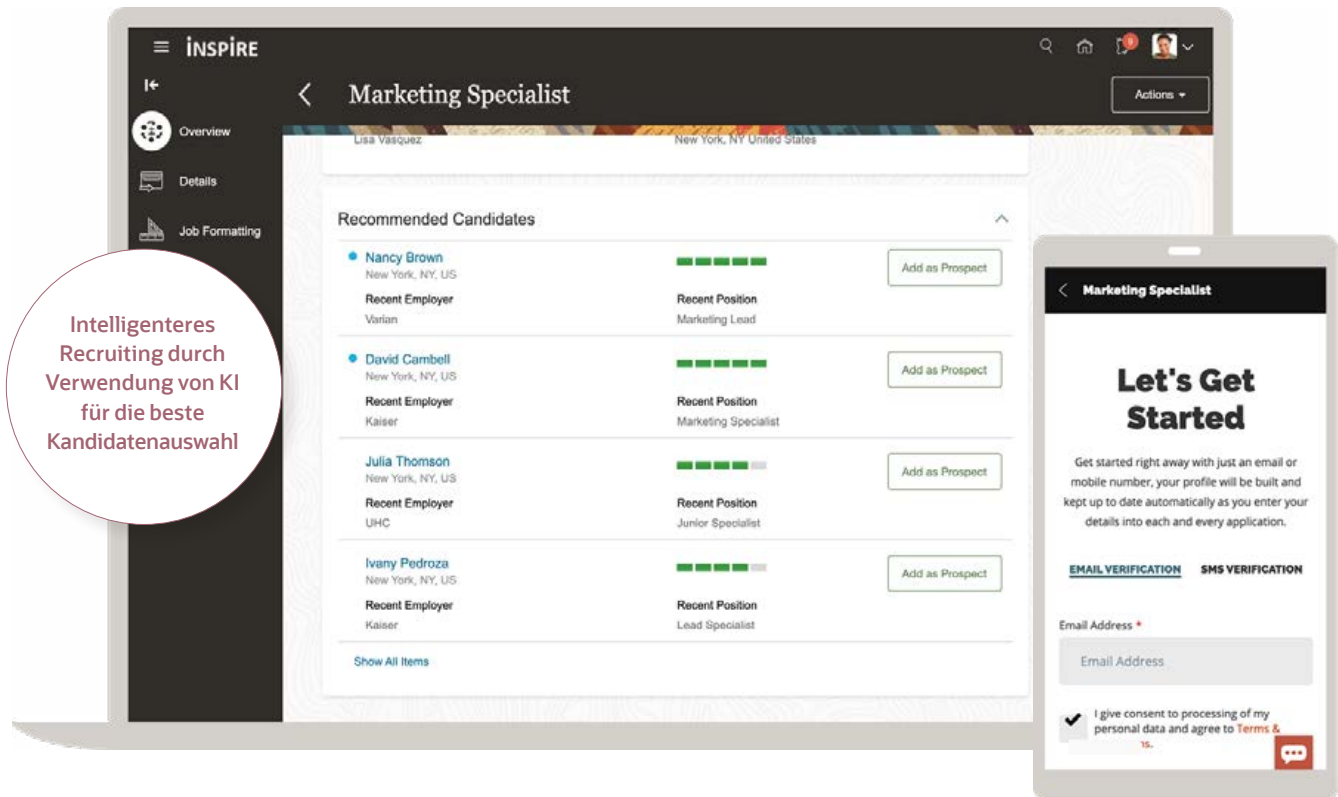 iNSPiRE
9
Marketing Specialist
Actions
Overview
Details
Job Formatting
Lisa Vasquez
New York, NY United States
Recommended Candidates
Nancy Brown
New York, NY, US
Add as Prospect
Recent Employer
Recent Position
Varian
Marketing Lead
David Cambell
New York, NY, US
Add as Prospect
Recent Employer
Recent Position
Kaiser
Marketing Specialist
Julia Thomson
New York, NY, US
Add as Prospect
Recent Employer
Recent Position
UHC
Junior Specialist
Ivany Pedroza
New York, NY, US
Add as Prospect
Recent Employer
Recent Position
Kaiser
Lead Specialist
Show All Items
Intelligenteres
Recruiting durch
Verwendung von KI
für die beste
Kandidatenauswahl
Marketing Specialist
Let's Get
Started
Get started right away with just an email or
mobile number, your profile will be built and
kept up to date automatically as you enter your
details into each and every application.
EMAIL VERIFICATION
SMS VERIFICATION
Email Address *
Email Address
I give consent to processing of my
personal data and agree to Terms &